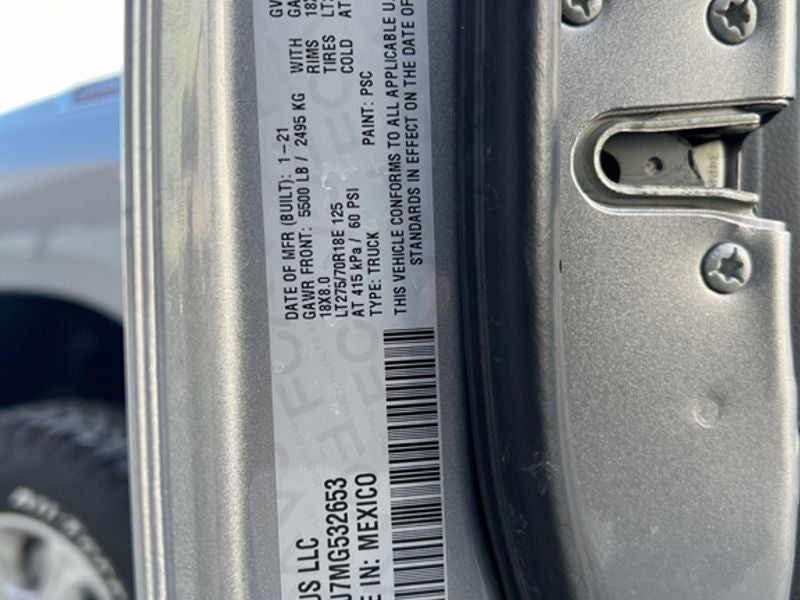 DATE OF MFR (BUILT): 1-21
GAWR FRONT: 5500 LB / 2495 KG WITH
18X8.0 RIMS
LT275/70R18E 125 TIRES
AT 415 kPa / 60 PSI COLD
TYPE: TRUCK PAINT: PSC
THIS VEHICLE CONFORMS TO ALL APPLICABLE U.
STANDARDS IN EFFECT ON THE DATE OF
GV
GA
18X
LT:
AT
US LLC
J7MG532653
E IN: MEXICO